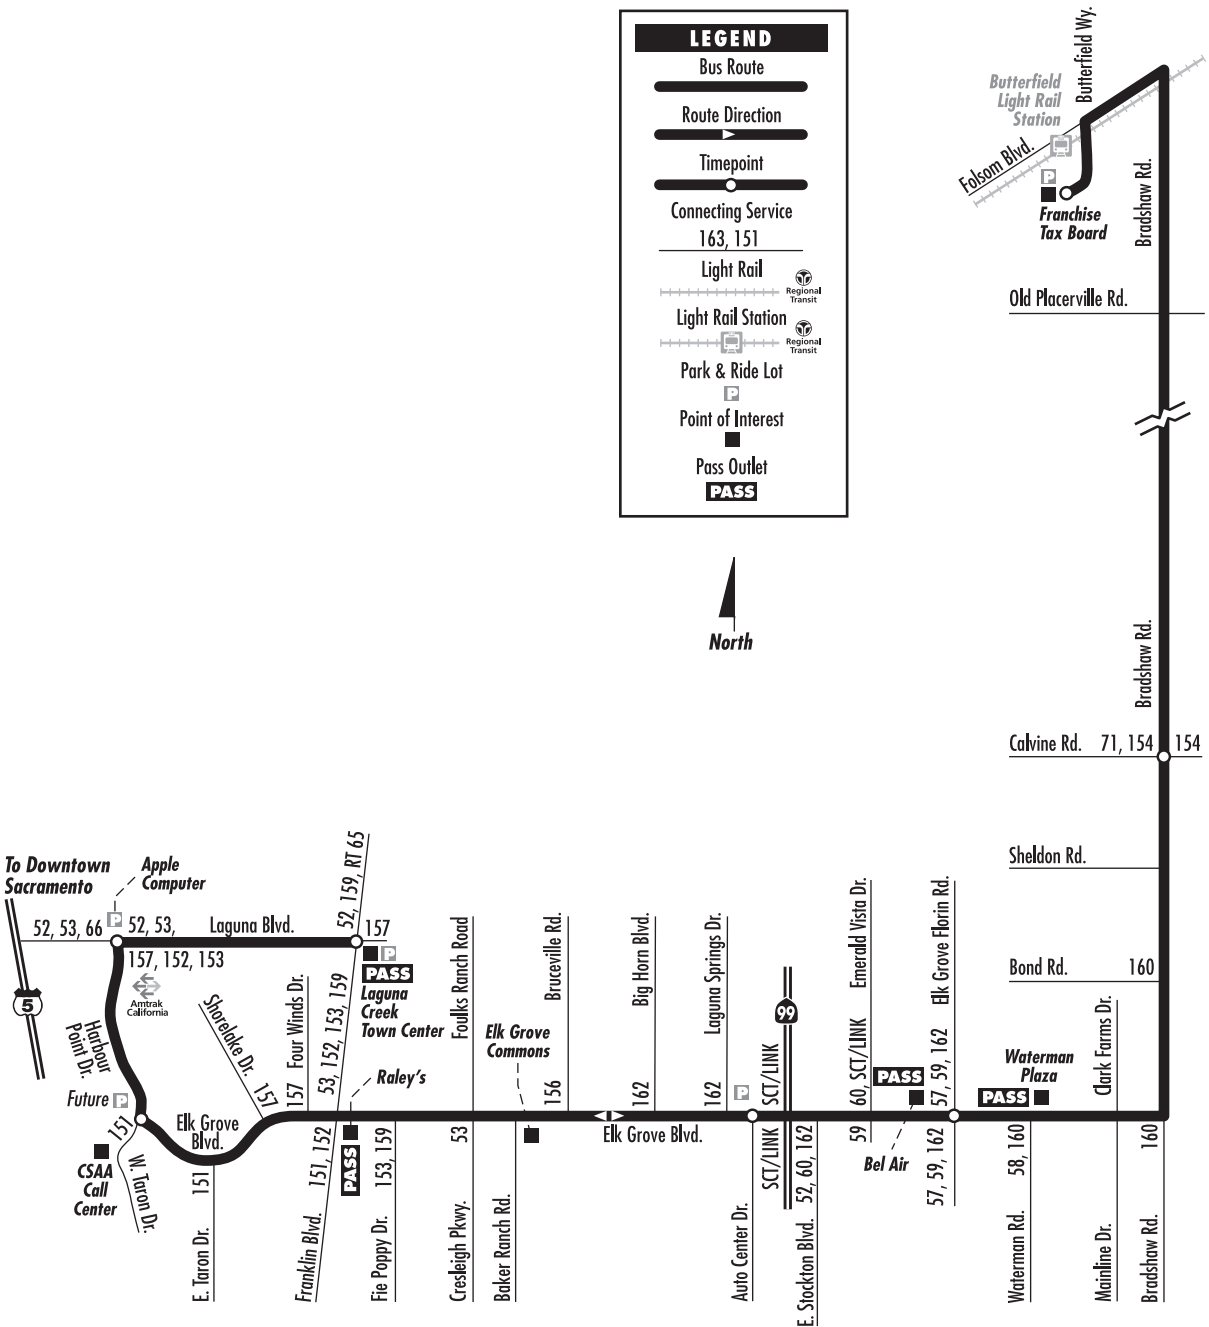 LEGEND
Bus Route
Route Direction
Timepoint
Connecting Service
163, 151
Light Rail
Regional
Transit
Light Rail Station
Regional
Transit
Park & Ride Lot
P
Point of Interest
Pass Outlet
PASS
North
Butterfield Wy.
Butterfield
Light Rail
Station
Folsom Blvd.
P
Franchise
Tax Board
Bradshaw Rd.
Old Placerville Rd.
Bradshaw Rd.
Calvine Rd. 71, 154
154
Sheldon Rd.
Bond Rd. 160
To Downtown
Sacramento
5
Apple
Computer
52, 53, 66
P
52, 53,
157, 152, 153
Laguna Blvd.
52, 159, RT 65
157
P
PASS
Laguna
Creek
Town Center
Amtrak
California
Harbour
Point Dr.
Future P
151
CSAA
Call
Center
W. Taron Dr.
Elk Grove
Blvd.
Shorelake Dr. 157
157 Four Winds Dr.
53, 152, 153, 159
Raley's
PASS
E. Taron Dr. 151
Franklin Blvd. 151, 152
Fie Poppy Dr. 153, 159
Foulks Ranch Road
Cresleigh Pkwy. 53
Elk Grove
Commons
Baker Ranch Rd.
156 Bruceville Rd.
Elk Grove Blvd.
162 Big Horn Blvd.
162 Laguna Springs Dr.
P
Auto Center Dr.
SCT/LINK
SCT/LINK
99
E. Stockton Blvd. 52, 60, 162
60, SCT/LINK Emerald Vista Dr.
59
PASS
Bel Air
57, 59, 162 Elk Grove Florin Rd.
57, 59, 162
Waterman
Plaza
PASS
Waterman Rd. 58, 160
Clark Farms Dr.
Mainline Dr.
Bradshaw Rd. 160